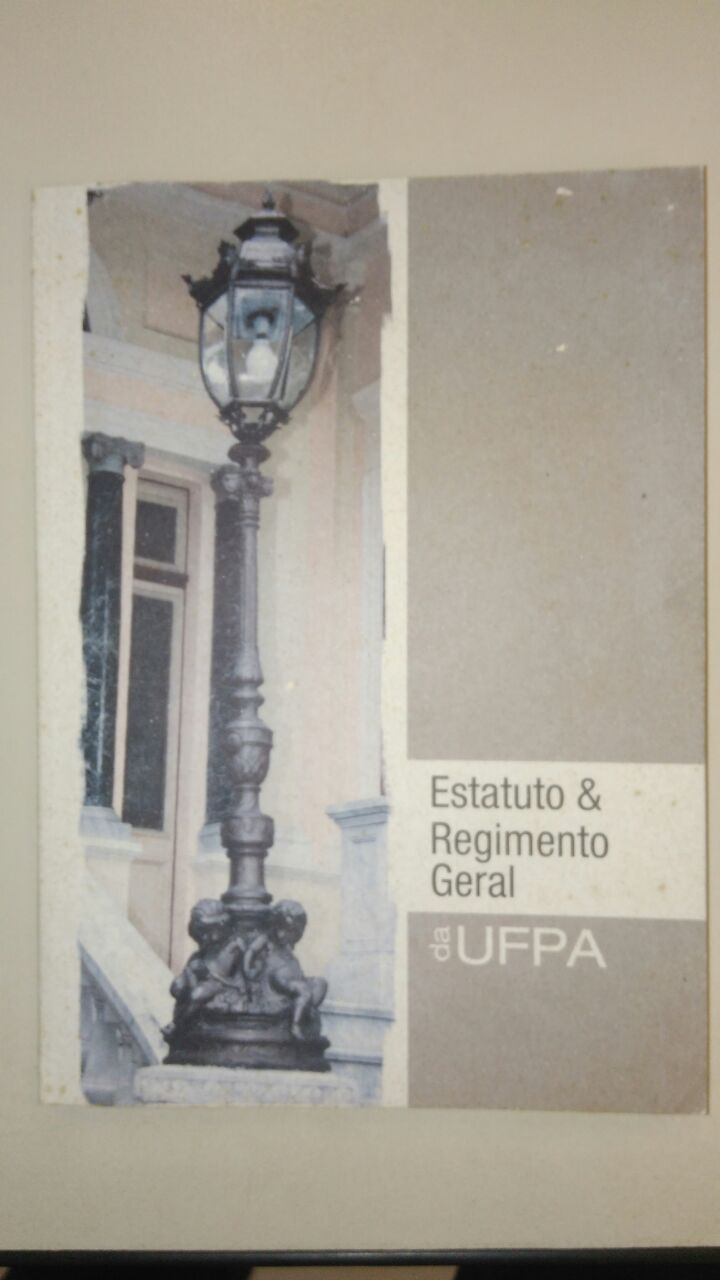 Estatuto &
Regimento
Geral
da UFPA